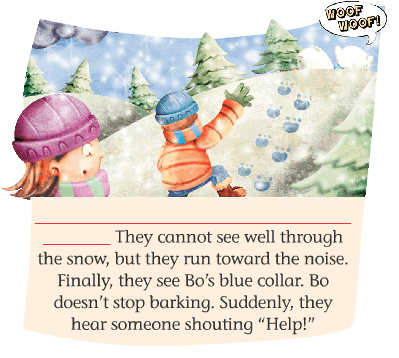 WOOF
WOOF!
They cannot see well through
the snow, but they run toward the noise.
Finally, they see Bo's blue collar. Bo
doesn't stop barking. Suddenly, they
hear someone shouting “Help!”